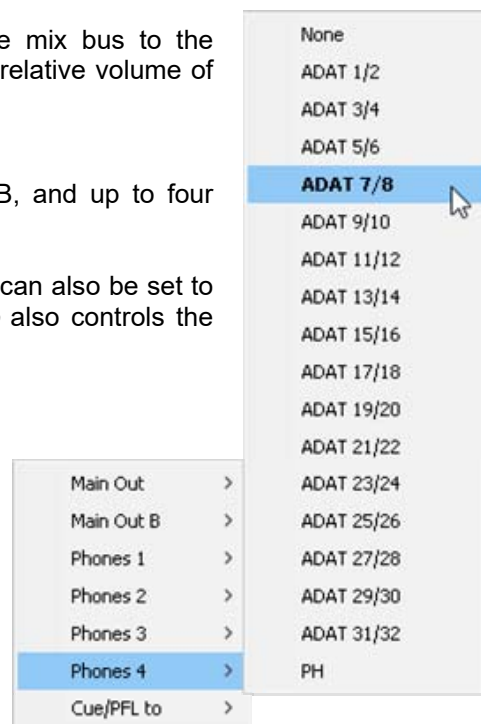 e mix bus to the
relative volume of
B, and up to four
can also be set to
also controls the
None
ADAT 1/2
ADAT 3/4
ADAT 5/6
ADAT 7/8
ADAT 9/10
ADAT 11/12
ADAT 13/14
ADAT 15/16
ADAT 17/18
ADAT 19/20
ADAT 21/22
ADAT 23/24
ADAT 25/26
ADAT 27/28
ADAT 29/30
ADAT 31/32
PH
Main Out >
Main Out B >
Phones 1 >
Phones 2 >
Phones 3 >
Phones 4 >
Cue/PFL to >